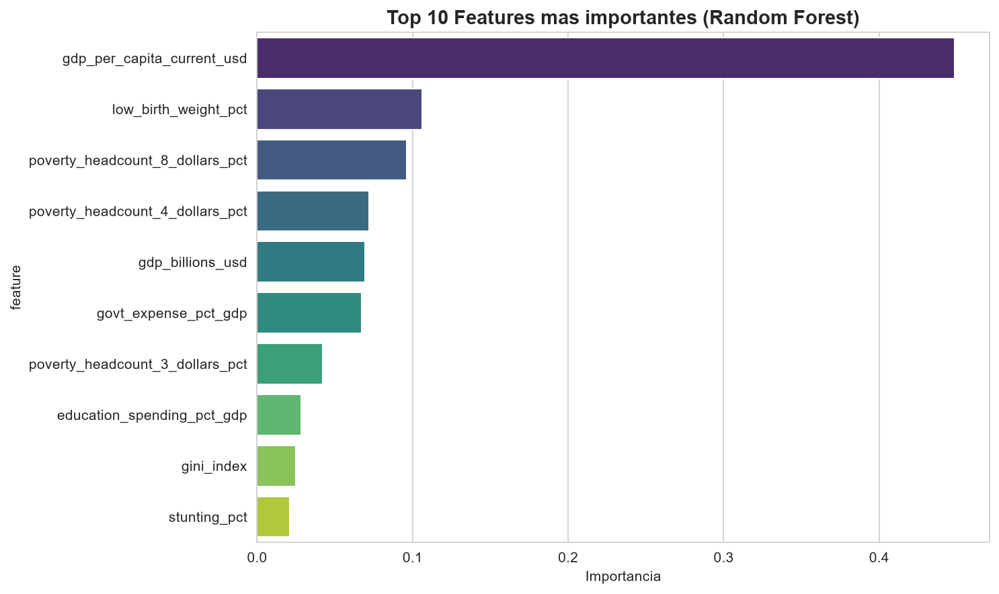 Top 10 Features mas importantes (Random Forest)
gdp_per_capita_current_usd
low_birth_weight_pct
poverty_headcount_8_dollars_pct
poverty_headcount_4_dollars_pct
gdp_billions_usd
govt_expense_pct_gdp
poverty_headcount_3_dollars_pct
education_spending_pct_gdp
gini_index
stunting_pct
feature
0.0 0.1 0.2 0.3 0.4
Importancia